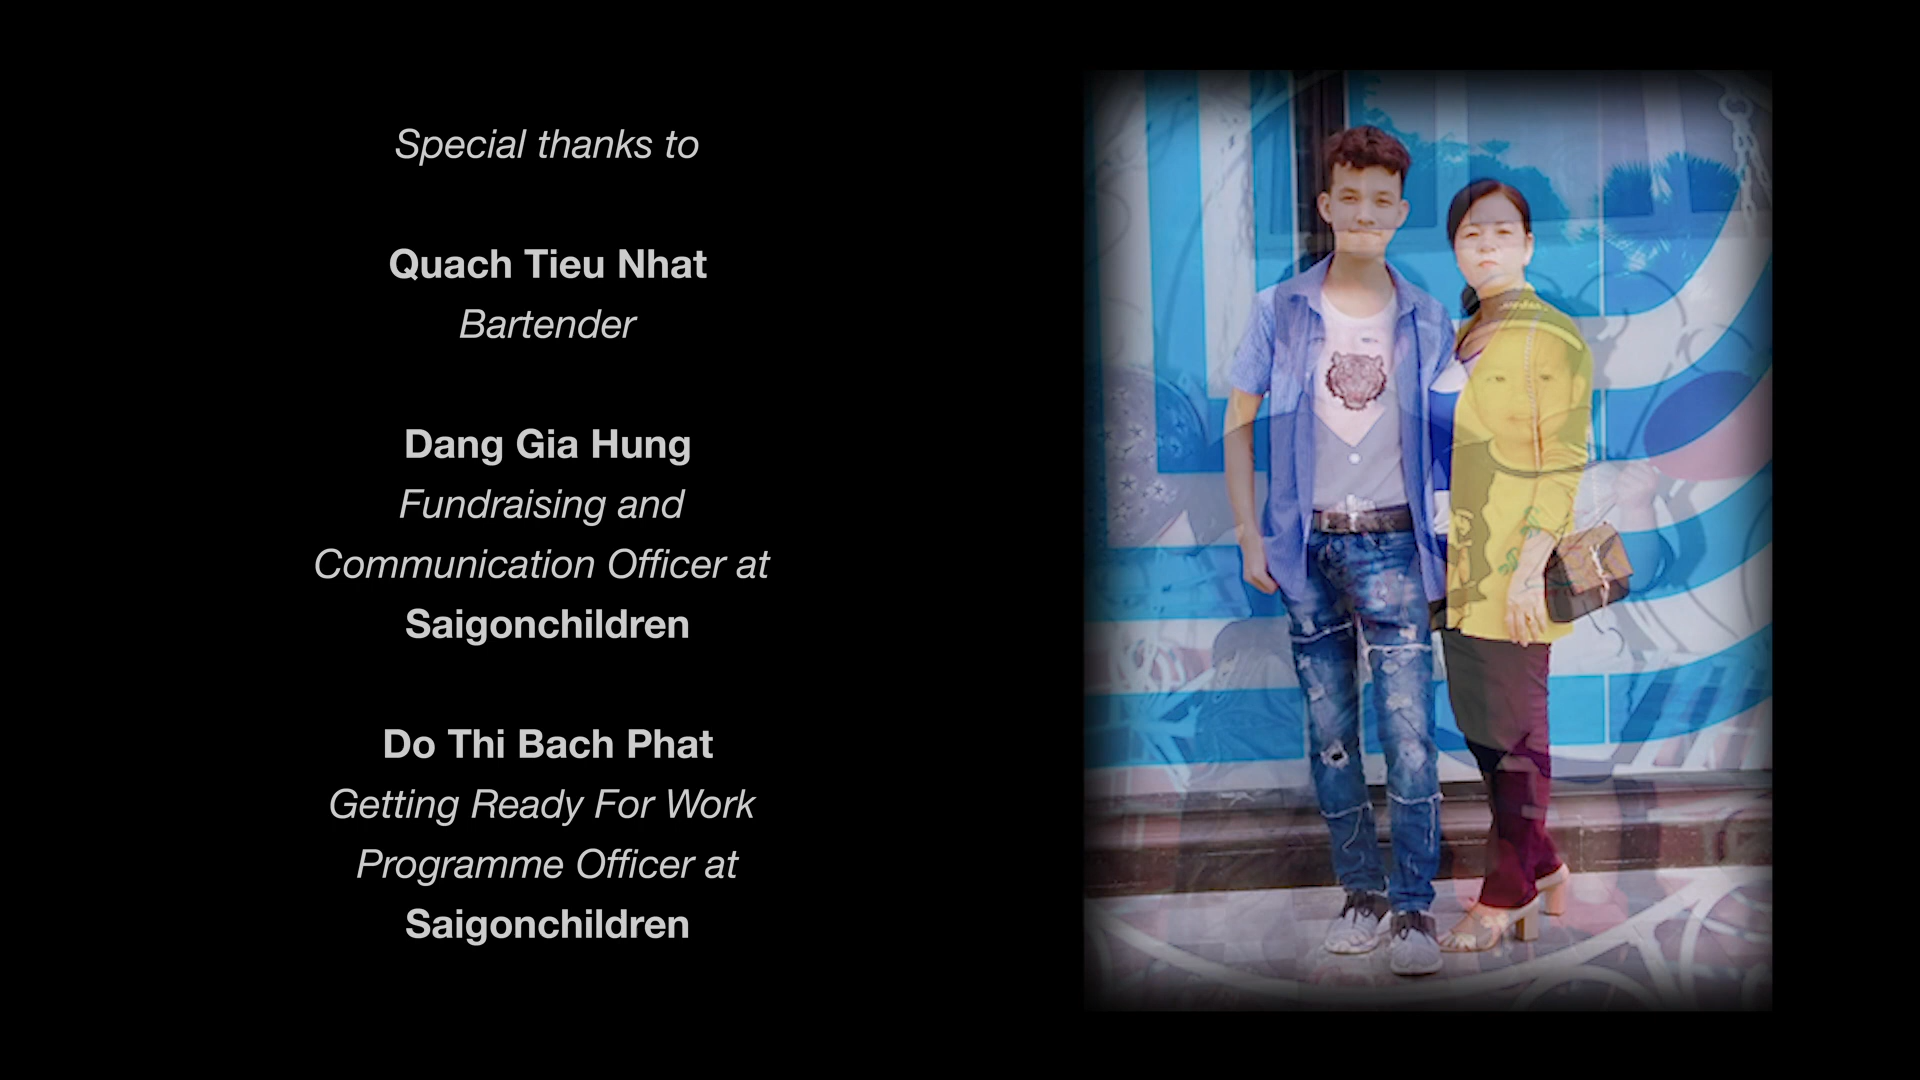 Special thanks to
Quach Tieu Nhat
Bartender
Dang Gia Hung
Fundraising and
Communication Officer at
Saigonchildren
Do Thi Bach Phat
Getting Ready For Work
Programme Officer at
Saigonchildren